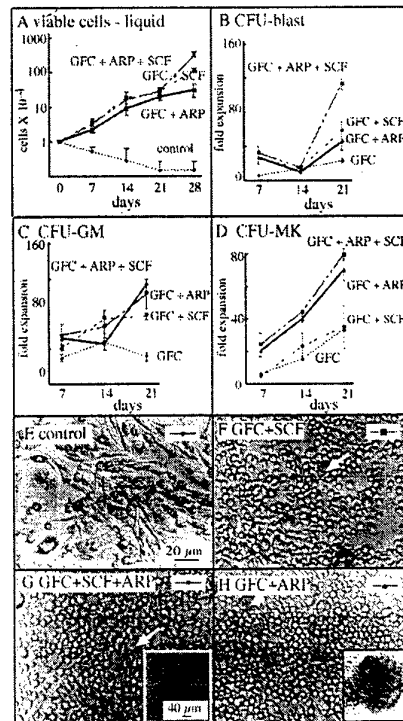 A viable cells - liquid
1000
100
10
1
cells X 10⁻⁴
GFC + ARP + SCF
GFC + SCF
GFC + ARP
control
0 7 14 21 28
days
B CFU-blast
160
80
0
fold expansion
GFC + ARP + SCF
GFC + SCF
GFC + ARP
GFC
7 14 21
days
C CFU-GM
160
80
0
fold expansion
GFC + ARP + SCF
GFC + ARP
GFC + SCF
GFC
7 14 21
days
D CFU-MK
80
40
0
fold expansion
GFC + ARP + SCF
GFC + ARP
GFC + SCF
GFC
7 14 21
days
E control
20 µm
F GFC+SCF
G GFC+SCF+ARP
40 µm
H GFC+ARP